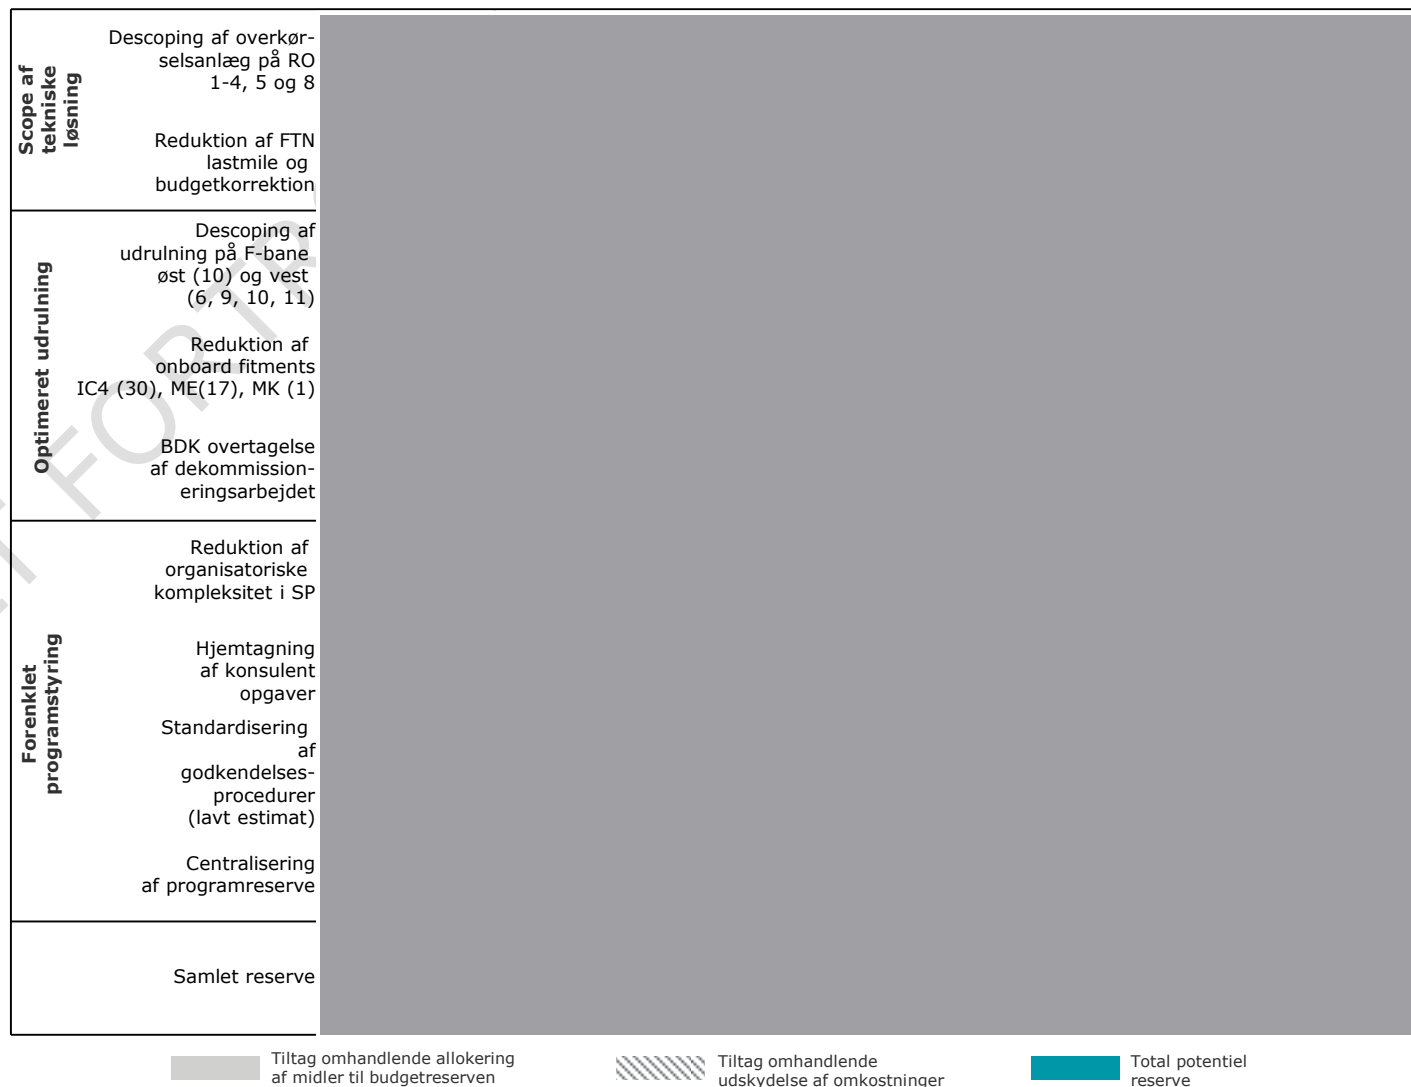 Scope af
tekniske
løsning
Descoping af overkør-
selsanlæg på RO
1-4, 5 og 8
Reduktion af FTN
lastmile og
budgetkorrektion
Optimeret udrulning
Descoping af
udrulning på F-bane
øst (10) og vest
(6, 9, 10, 11)
Reduktion af
onboard fitments
IC4 (30), ME(17), MK (1)
BDK overtagelse
af dekommission-
eringsarbejdet
Forenklet
programstyring
Reduktion af
organisatoriske
kompleksitet i SP
Hjemtagning
af konsulent
opgaver
Standardisering
af
godkendelses-
procedurer
(lavt estimat)
Centralisering
af programreserve
Samlet reserve
Tiltag omhandlende allokering
af midler til budgetreserven
Tiltag omhandlende
udskydelse af omkostninger
Total potentiel
reserve